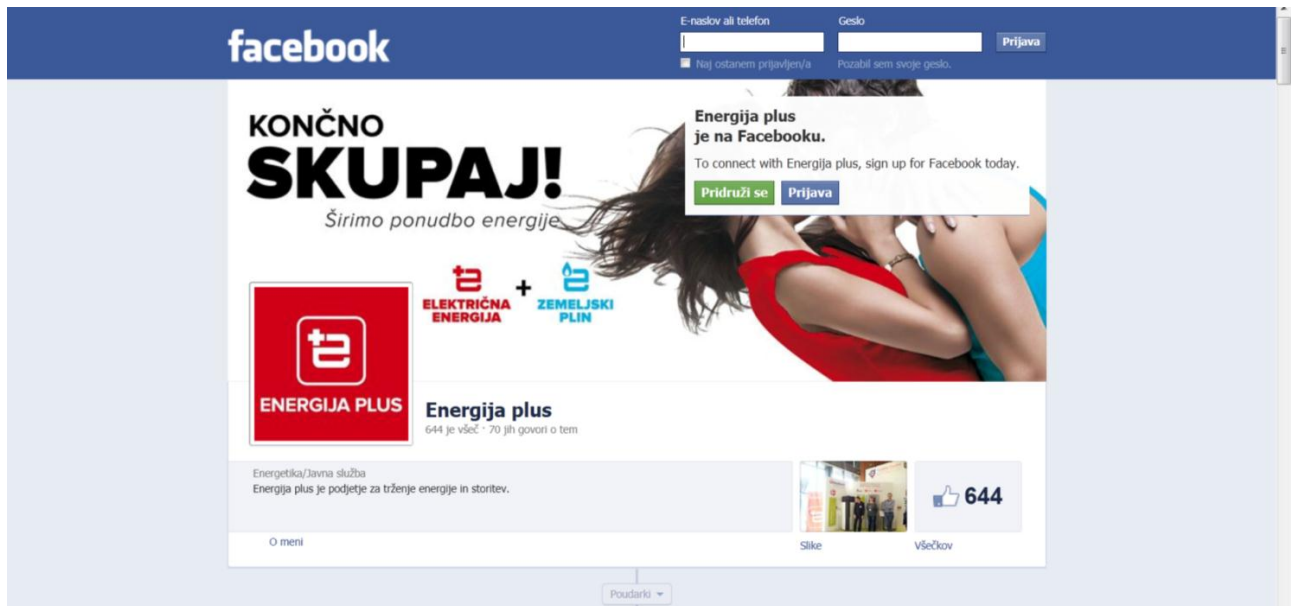 facebook
E-naslov ali telefon
Geslo
Prijava
Naj ostanem prijavljen/a
Pozabil sem svoje geslo.
KONČNO
SKUPAJ!
Širimo ponudbo energije
Energija plus
je na Facebooku.
To connect with Energija plus, sign up for Facebook today.
Pridruži se
Prijava
ELEKTRIČNA
ENERGIJA
+
ZEMELJSKI
PLIN
ENERGIJA PLUS
Energija plus
644 je všeč · 70 jih govori o tem
Energetika/Javna služba
Energija plus je podjetje za trženje energije in storitev.
644
O meni
Slike
Všečkov
Poudarki